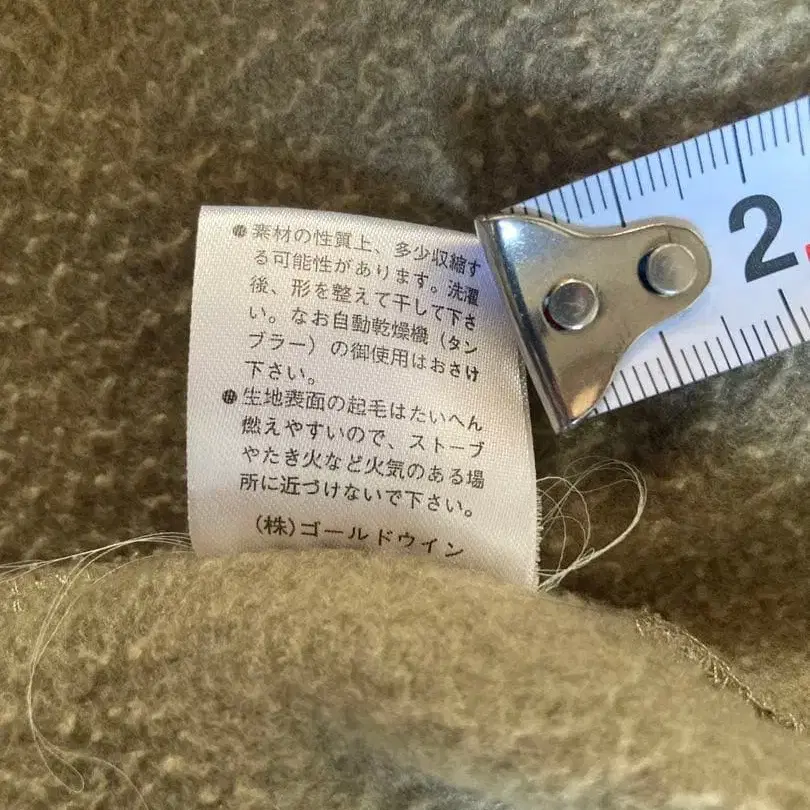 ●素材の性質上、多少収縮す
る可能性があります。洗濯
後、形を整えて干して下さ
い。なお自動乾燥機（タン
ブラー）の御使用はおさけ
下さい。
●生地表面の起毛はたいへん
燃えやすいので、ストーブ
やたき火など火気のある場
所に近づけないで下さい。
(株)ゴールドウイン
2